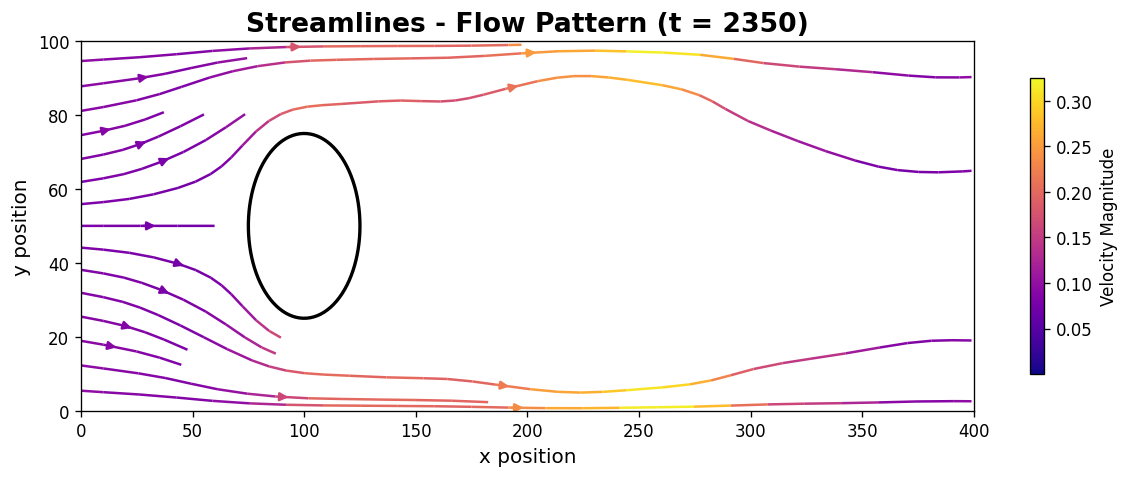 Streamlines - Flow Pattern (t = 2350)
100
80
60
40
20
0
y position
0 50 100 150 200 250 300 350 400
x position
0.30
0.25
0.20
0.15
0.10
0.05
Velocity Magnitude